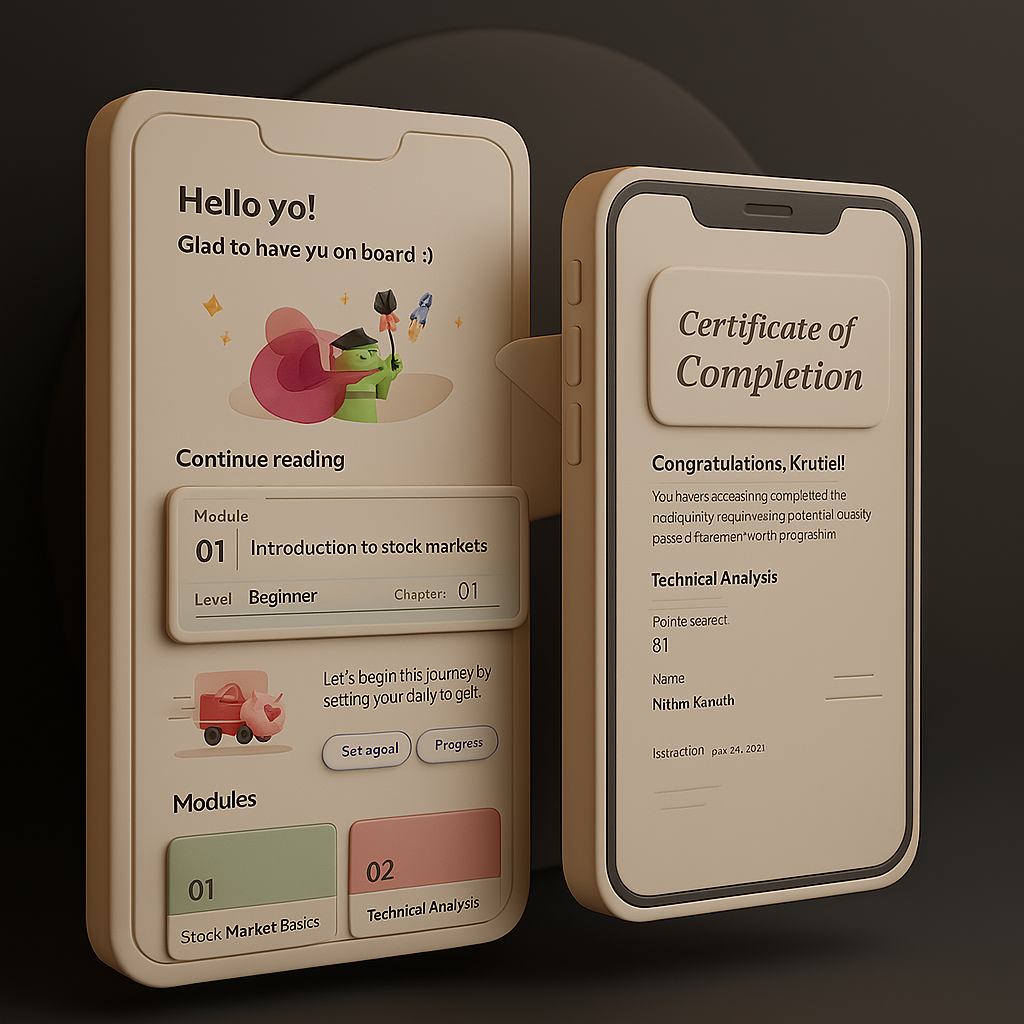 Hello yo!
Glad to have yu on board :)
Continue reading
Module
01 Introduction to stock markets
Level Beginner Chapter: 01
Let's begin this journey by
setting your daily to gelt.
Set agoal Progress
Modules
01
Stock Market Basics
02
Technical Analysis
Certificate of
Completion
Congratulations, Krutiel!
You havers accesasinng completted the
nodiquinity requinvesing potential ouasity
passe d ftaremen*worth prograshim
Technical Analysis
Pointe searect.
81
Name
Nithm Kanuth
Isstraction pax 24. 2021